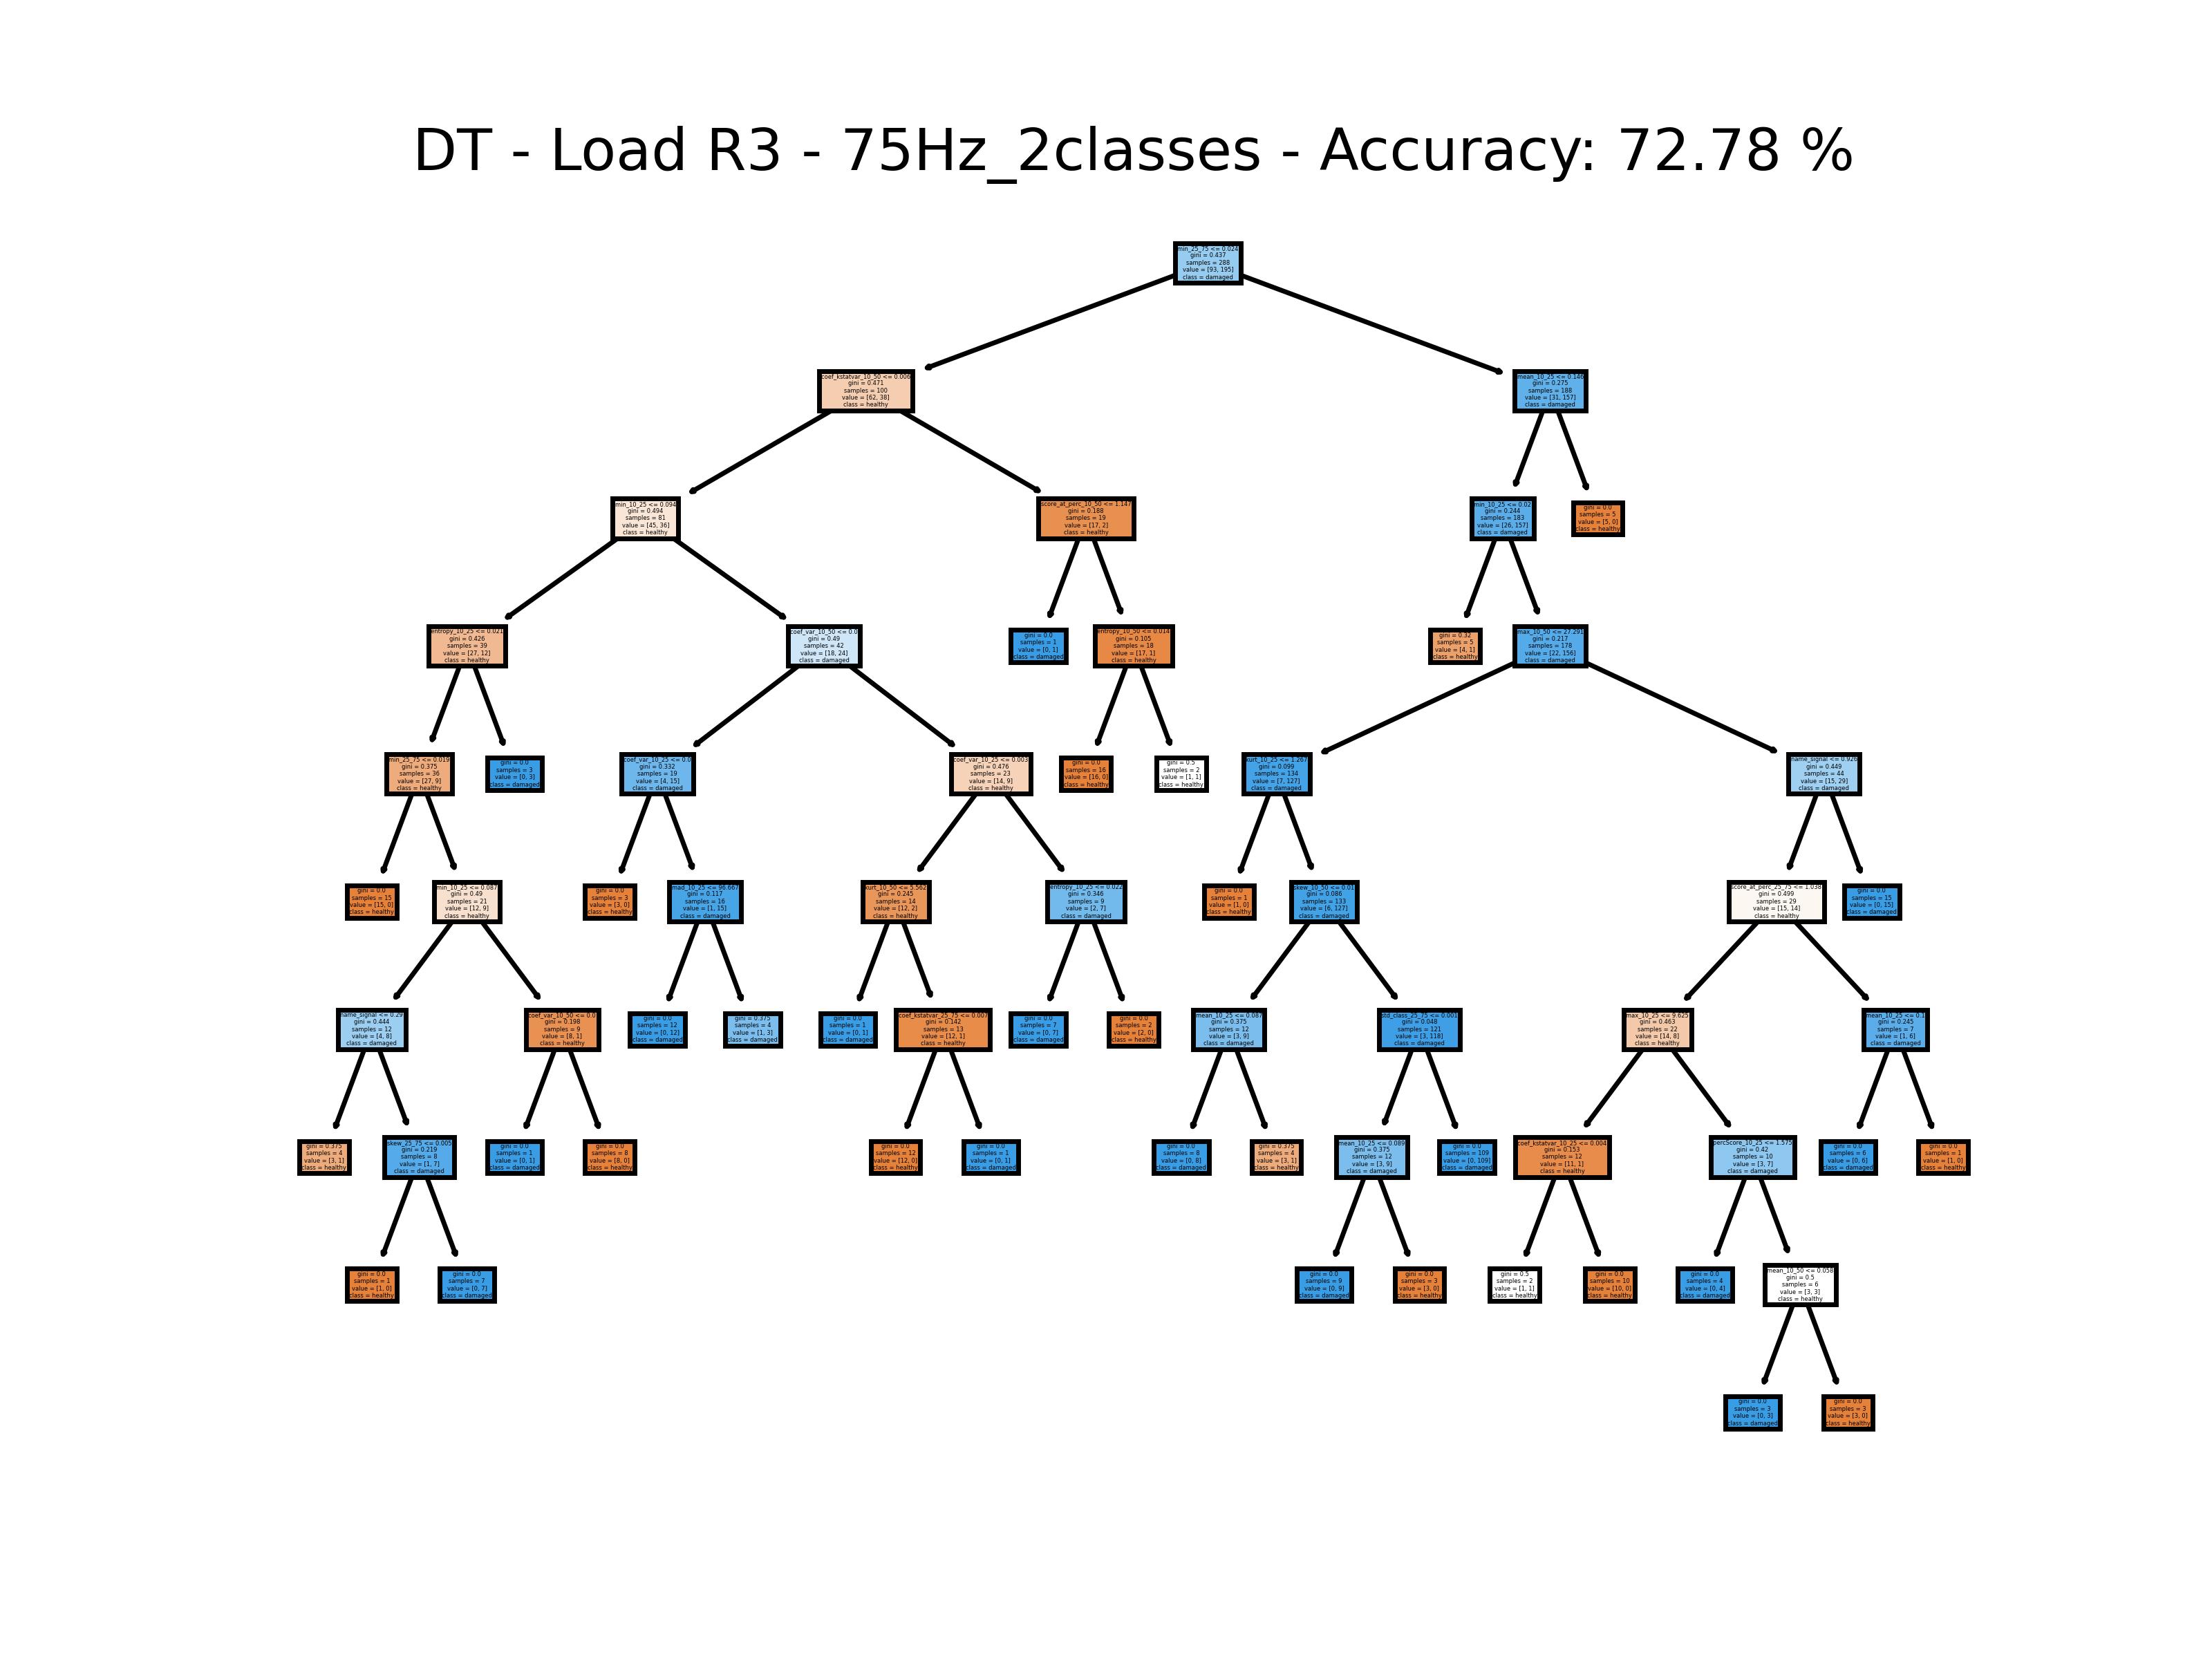 DT - Load R3 - 75Hz_2classes - Accuracy: 72.78 %
min_25_75 <= 0.024
gini = 0.437
samples = 288
value = [93, 195]
class = damaged
coef_kstatvar_10_50 <= 0.006
gini = 0.471
samples = 100
value = [62, 38]
class = healthy
mean_10_25 <= 0.146
gini = 0.275
samples = 188
value = [31, 157]
class = damaged
min_10_25 <= 0.094
gini = 0.494
samples = 81
value = [45, 36]
class = healthy
score_at_perc_10_50 <= 1.147
gini = 0.188
samples = 19
value = [17, 2]
class = healthy
min_10_25 <= 0.02
gini = 0.244
samples = 183
value = [26, 157]
class = damaged
gini = 0.0
samples = 5
value = [5, 0]
class = healthy
entropy_10_25 <= 0.021
gini = 0.426
samples = 39
value = [27, 12]
class = healthy
coef_var_10_50 <= 0.0
gini = 0.49
samples = 42
value = [18, 24]
class = damaged
gini = 0.0
samples = 1
value = [0, 1]
class = damaged
entropy_10_50 <= 0.014
gini = 0.105
samples = 18
value = [17, 1]
class = healthy
gini = 0.32
samples = 5
value = [4, 1]
class = healthy
max_10_50 <= 27.291
gini = 0.217
samples = 178
value = [22, 156]
class = damaged
min_25_75 <= 0.019
gini = 0.375
samples = 36
value = [27, 9]
class = healthy
gini = 0.0
samples = 3
value = [0, 3]
class = damaged
coef_var_10_25 <= 0.0
gini = 0.332
samples = 19
value = [4, 15]
class = damaged
coef_var_10_25 <= 0.003
gini = 0.476
samples = 23
value = [14, 9]
class = healthy
gini = 0.0
samples = 16
value = [16, 0]
class = healthy
gini = 0.5
samples = 2
value = [1, 1]
class = healthy
kurt_10_25 <= 1.267
gini = 0.099
samples = 134
value = [7, 127]
class = damaged
name_signal <= 0.926
gini = 0.449
samples = 44
value = [15, 29]
class = damaged
gini = 0.0
samples = 15
value = [15, 0]
class = healthy
min_10_25 <= 0.087
gini = 0.49
samples = 21
value = [12, 9]
class = healthy
gini = 0.0
samples = 3
value = [3, 0]
class = healthy
mad_10_25 <= 96.667
gini = 0.117
samples = 16
value = [1, 15]
class = damaged
kurt_10_50 <= 5.562
gini = 0.245
samples = 14
value = [12, 2]
class = healthy
entropy_10_25 <= 0.022
gini = 0.346
samples = 9
value = [2, 7]
class = damaged
gini = 0.0
samples = 1
value = [1, 0]
class = healthy
skew_10_50 <= 0.01
gini = 0.086
samples = 133
value = [6, 127]
class = damaged
score_at_perc_25_75 <= 1.038
gini = 0.499
samples = 29
value = [15, 14]
class = healthy
gini = 0.0
samples = 15
value = [0, 15]
class = damaged
name_signal <= 0.29
gini = 0.444
samples = 12
value = [4, 8]
class = damaged
coef_var_10_50 <= 0.0
gini = 0.198
samples = 9
value = [8, 1]
class = healthy
gini = 0.0
samples = 12
value = [0, 12]
class = damaged
gini = 0.375
samples = 4
value = [1, 3]
class = damaged
gini = 0.0
samples = 1
value = [0, 1]
class = damaged
coef_kstatvar_25_75 <= 0.007
gini = 0.142
samples = 13
value = [12, 1]
class = healthy
gini = 0.0
samples = 7
value = [0, 7]
class = damaged
gini = 0.0
samples = 2
value = [2, 0]
class = healthy
mean_10_25 <= 0.087
gini = 0.375
samples = 12
value = [3, 9]
class = damaged
std_class_25_75 <= 0.001
gini = 0.048
samples = 121
value = [3, 118]
class = damaged
max_10_25 <= 9.625
gini = 0.463
samples = 22
value = [14, 8]
class = healthy
mean_10_25 <= 0.1
gini = 0.245
samples = 7
value = [1, 6]
class = damaged
gini = 0.375
samples = 4
value = [3, 1]
class = healthy
skew_25_75 <= 0.005
gini = 0.219
samples = 8
value = [1, 7]
class = damaged
gini = 0.0
samples = 1
value = [0, 1]
class = damaged
gini = 0.0
samples = 8
value = [8, 0]
class = healthy
gini = 0.0
samples = 12
value = [12, 0]
class = healthy
gini = 0.0
samples = 1
value = [0, 1]
class = damaged
gini = 0.0
samples = 8
value = [0, 8]
class = damaged
gini = 0.375
samples = 4
value = [3, 1]
class = healthy
mean_10_25 <= 0.089
gini = 0.375
samples = 12
value = [3, 9]
class = damaged
gini = 0.0
samples = 109
value = [0, 109]
class = damaged
coef_kstatvar_10_25 <= 0.004
gini = 0.153
samples = 12
value = [11, 1]
class = healthy
percScore_10_25 <= 1.575
gini = 0.42
samples = 10
value = [3, 7]
class = damaged
gini = 0.0
samples = 6
value = [0, 6]
class = damaged
gini = 0.0
samples = 1
value = [1, 0]
class = healthy
gini = 0.0
samples = 1
value = [1, 0]
class = healthy
gini = 0.0
samples = 7
value = [0, 7]
class = damaged
gini = 0.0
samples = 9
value = [0, 9]
class = damaged
gini = 0.0
samples = 3
value = [3, 0]
class = healthy
gini = 0.5
samples = 2
value = [1, 1]
class = healthy
gini = 0.0
samples = 10
value = [10, 0]
class = healthy
gini = 0.0
samples = 4
value = [0, 4]
class = damaged
mean_10_50 <= 0.058
gini = 0.5
samples = 6
value = [3, 3]
class = healthy
gini = 0.0
samples = 3
value = [0, 3]
class = damaged
gini = 0.0
samples = 3
value = [3, 0]
class = healthy